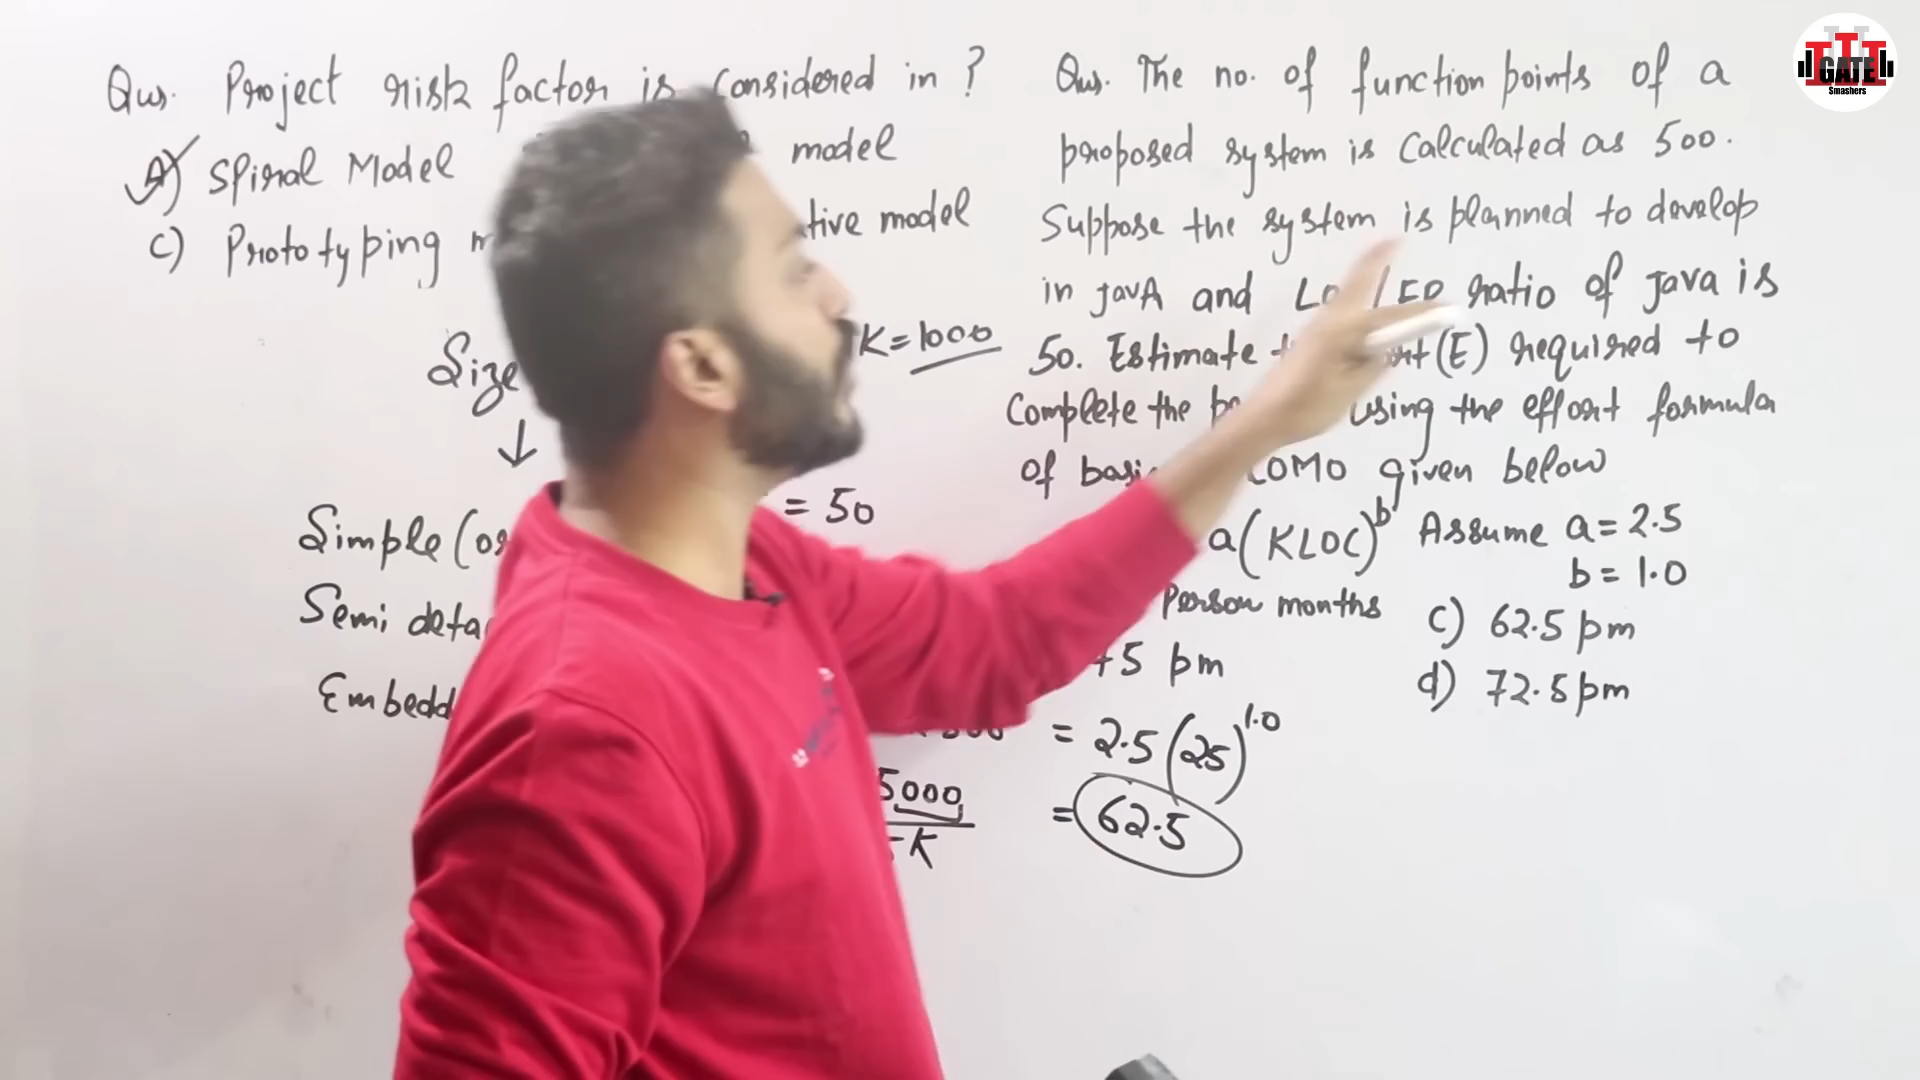 Qus. Project risk factor is considered in ?
A) Spiral Model
model
C) Prototyping
tive model
Size
K=1000
↓
= 50
Simple (or
Semi deta
Embedd
5000
K
Qus. The no. of function points of a
proposed system is calculated as 500.
Suppose the system is planned to develop
in javA and ratio of java is
50. Estimate (E) required to
Complete the using the effort formula
of basi COMO given below
a(KLOC)^b Assume a = 2.5
b = 1.0
Person months
c) 62.5 pm
75 pm
d) 72.5 pm
= 2.5 (25)^1.0
= 62.5
GATE
Smashers